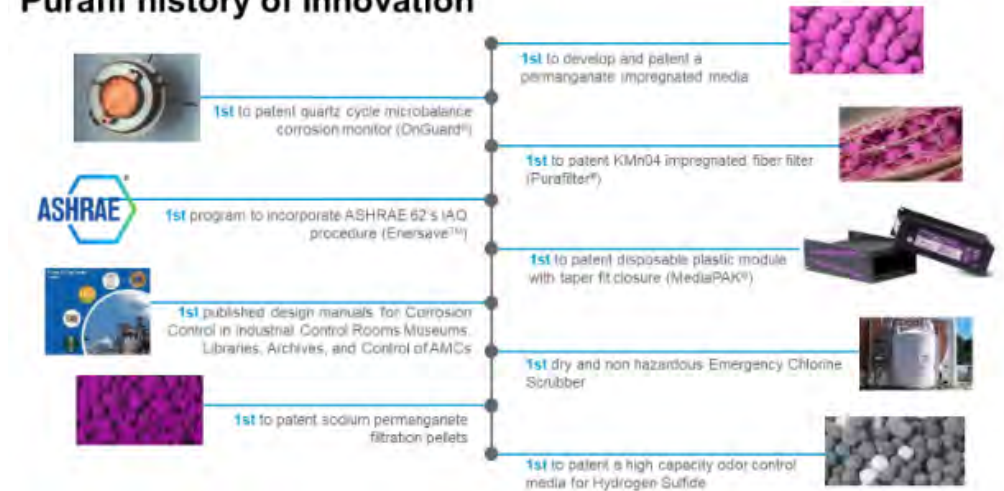 Purafil history of innovation
1st to develop and patent a
permanganate impregnated media
1st to patent quartz cycle microbalance
corrosion monitor (OnGuard®)
1st to patent KMn04 impregnated fiber filter
(Purafilter®)
ASHRAE®
1st program to incorporate ASHRAE 62's IAQ
procedure (Enersave™)
1st to patent disposable plastic module
with taper fit closure (MediaPAK®)
1st published design manuals for Corrosion
Control in Industrial Control Rooms Museums,
Libraries, Archives, and Control of AMCs
1st dry and non hazardous Emergency Chlorine
Scrubber
1st to patent sodium permanganate
filtration pellets
1st to patent a high capacity odor control
media for Hydrogen Sulfide